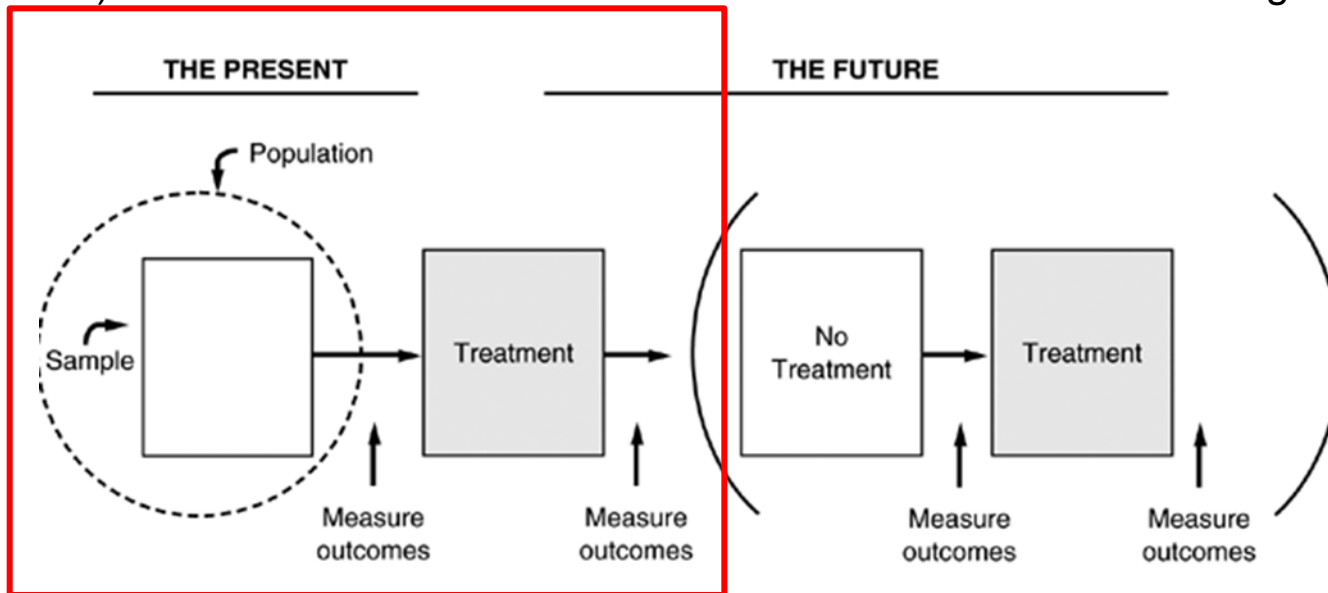 THE PRESENT
THE FUTURE
Population
Sample
Treatment
No
Treatment
Treatment
Measure
outcomes
Measure
outcomes
Measure
outcomes
Measure
outcomes